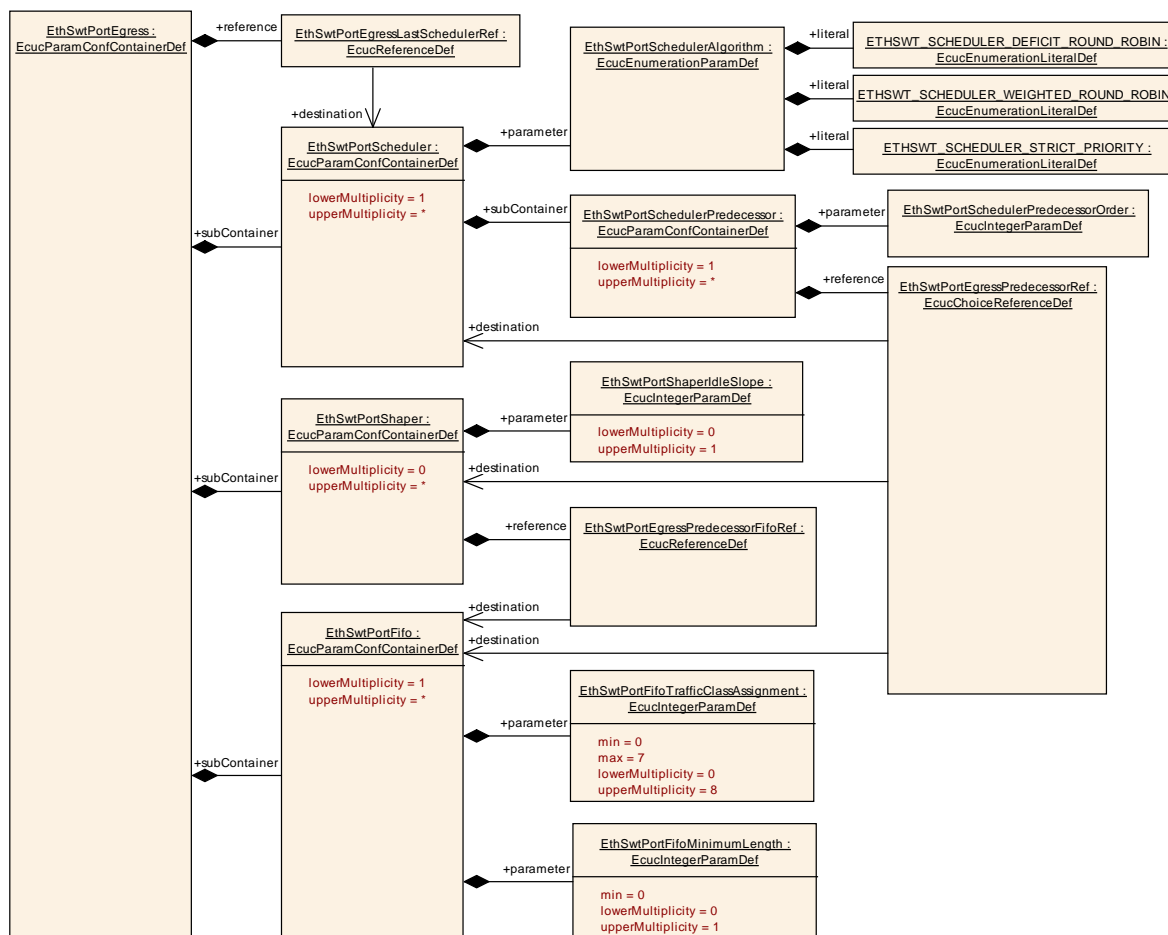 EthSwtPortEgress :
EcucParamConfContainerDef
+reference
EthSwtPortEgressLastSchedulerRef :
EcucReferenceDef
+destination
EthSwtPortScheduler :
EcucParamConfContainerDef
lowerMultiplicity = 1
upperMultiplicity = *
+subContainer
+parameter
EthSwtPortSchedulerAlgorithm :
EcucEnumerationParamDef
+literal
ETHSWT_SCHEDULER_DEFICIT_ROUND_ROBIN :
EcucEnumerationLiteralDef
+literal
ETHSWT_SCHEDULER_WEIGHTED_ROUND_ROBIN
EcucEnumerationLiteralDef
+literal
ETHSWT_SCHEDULER_STRICT_PRIORITY :
EcucEnumerationLiteralDef
+subContainer
EthSwtPortSchedulerPredecessor :
EcucParamConfContainerDef
lowerMultiplicity = 1
upperMultiplicity = *
+parameter
EthSwtPortSchedulerPredecessorOrder :
EcucIntegerParamDef
+reference
EthSwtPortEgressPredecessorRef :
EcucChoiceReferenceDef
+destination
EthSwtPortShaper :
EcucParamConfContainerDef
lowerMultiplicity = 0
upperMultiplicity = *
+subContainer
+parameter
EthSwtPortShaperIdleSlope :
EcucIntegerParamDef
lowerMultiplicity = 0
upperMultiplicity = 1
+destination
+reference
EthSwtPortEgressPredecessorFifoRef :
EcucReferenceDef
+destination
+destination
EthSwtPortFifo :
EcucParamConfContainerDef
lowerMultiplicity = 1
upperMultiplicity = *
+subContainer
+parameter
EthSwtPortFifoTrafficClassAssignment :
EcucIntegerParamDef
min = 0
max = 7
lowerMultiplicity = 0
upperMultiplicity = 8
+parameter
EthSwtPortFifoMinimumLength :
EcucIntegerParamDef
min = 0
lowerMultiplicity = 0
upperMultiplicity = 1